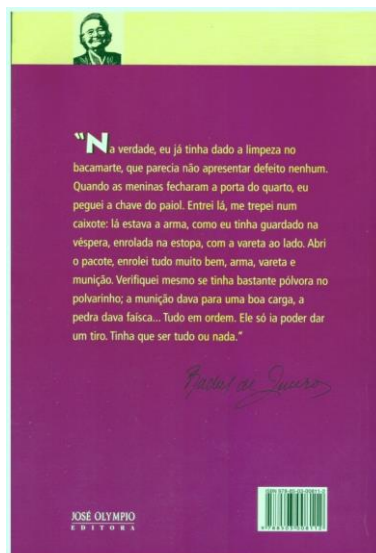 “Na verdade, eu já tinha dado a limpeza no
bacamarte, que parecia não apresentar defeito nenhum.
Quando as meninas fecharam a porta do quarto, eu
peguei a chave do paiol. Entrei lá, me trepei num
caixote: lá estava a arma, como eu tinha guardado na
véspera, enrolada na estopa, com a vareta ao lado. Abri
o pacote, enrolei tudo muito bem, arma, vareta e
munição. Verifiquei mesmo se tinha bastante pólvora no
polvarinho; a munição dava para uma boa carga, a
pedra dava faísca... Tudo em ordem. Ele só ia poder dar
um tiro. Tinha que ser tudo ou nada.”
Rachel de Queiroz
JOSÉ OLYMPIO
EDITORA